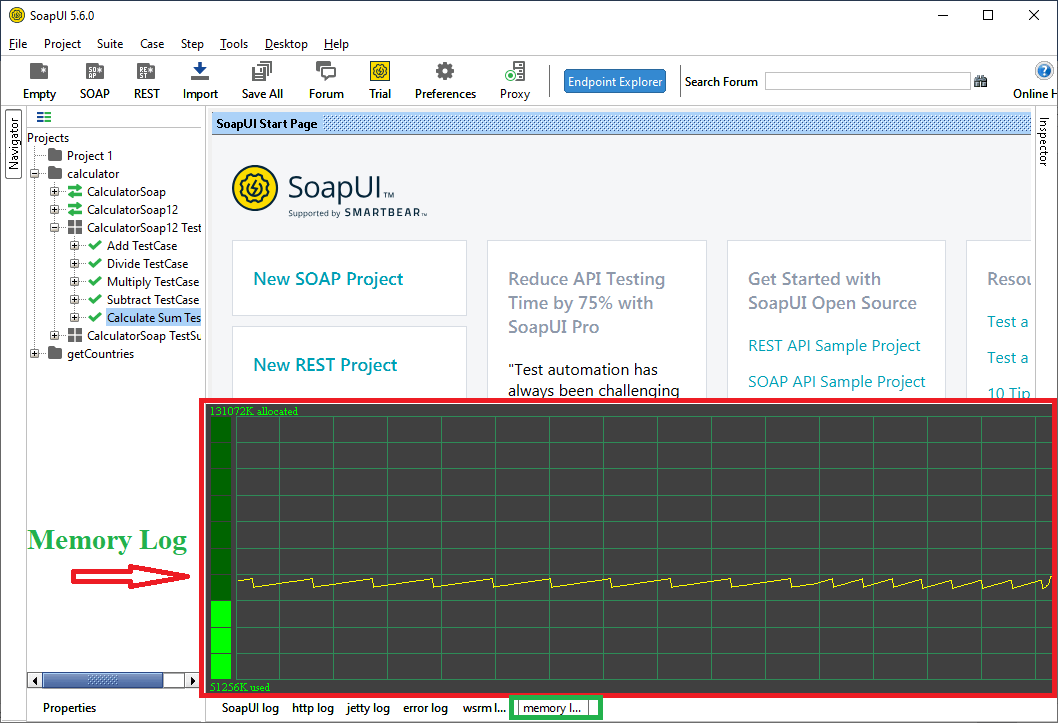 SoapUI 5.6.0
File Project Suite Case Step Tools Desktop Help
Empty SOAP REST Import Save All Forum Trial Preferences Proxy Endpoint Explorer Search Forum Online H
Navigator
Projects
Project 1
calculator
CalculatorSoap
CalculatorSoap12
CalculatorSoap12 Test
Add TestCase
Divide TestCase
Multiply TestCase
Subtract TestCase
Calculate Sum Tes
CalculatorSoap TestSu
getCountries
Memory Log
Properties
SoapUI Start Page
Inspector
SoapUI™
Supported by SMARTBEAR™
New SOAP Project
New REST Project
Reduce API Testing
Time by 75% with
SoapUI Pro
"Test automation has
always been challenging
Get Started with
SoapUI Open Source
REST API Sample Project
SOAP API Sample Project
Resou
Test a
Test a
10 Tip
131072K allocated
51256K used
SoapUI log http log jetty log error log wsrm l... memory l...